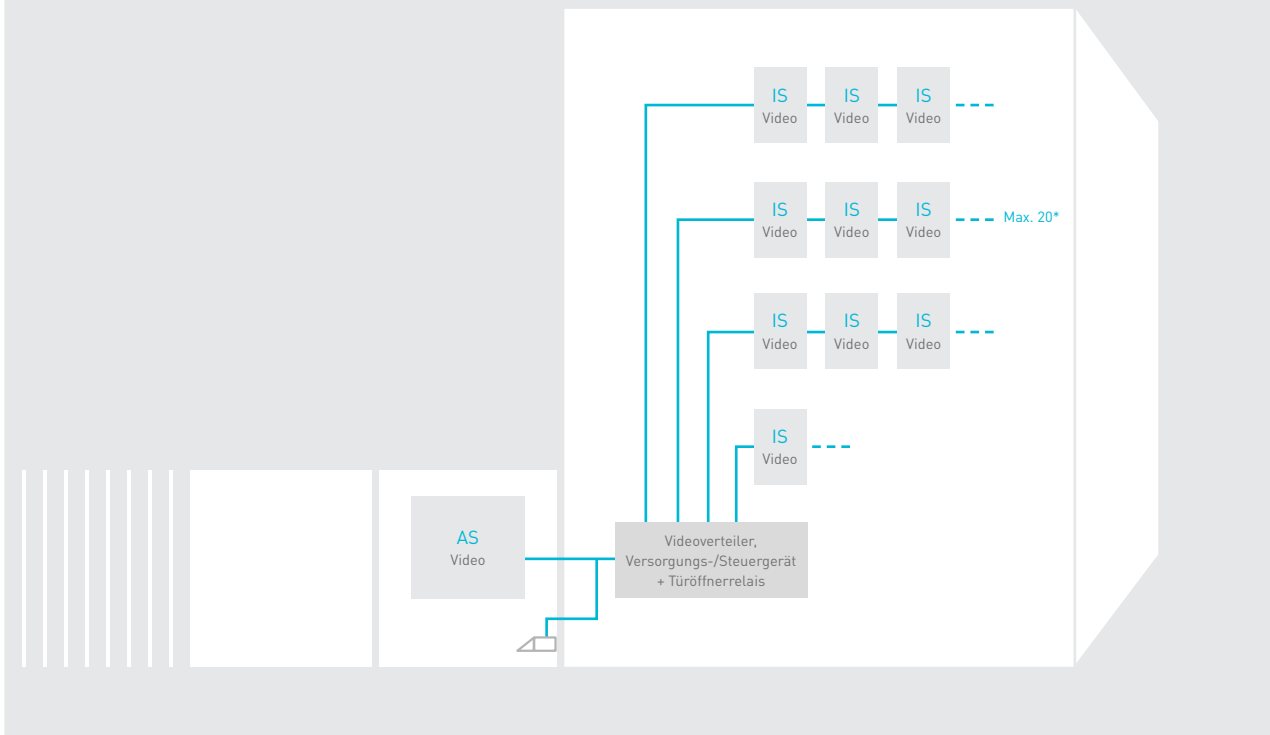 IS IS IS
Video Video Video
IS IS IS
Video Video Video
Max. 20*
IS IS IS
Video Video Video
IS
Video
AS
Video
Videoverteiler,
Versorgungs-/Steuergerät
+ Türöffnerrelais